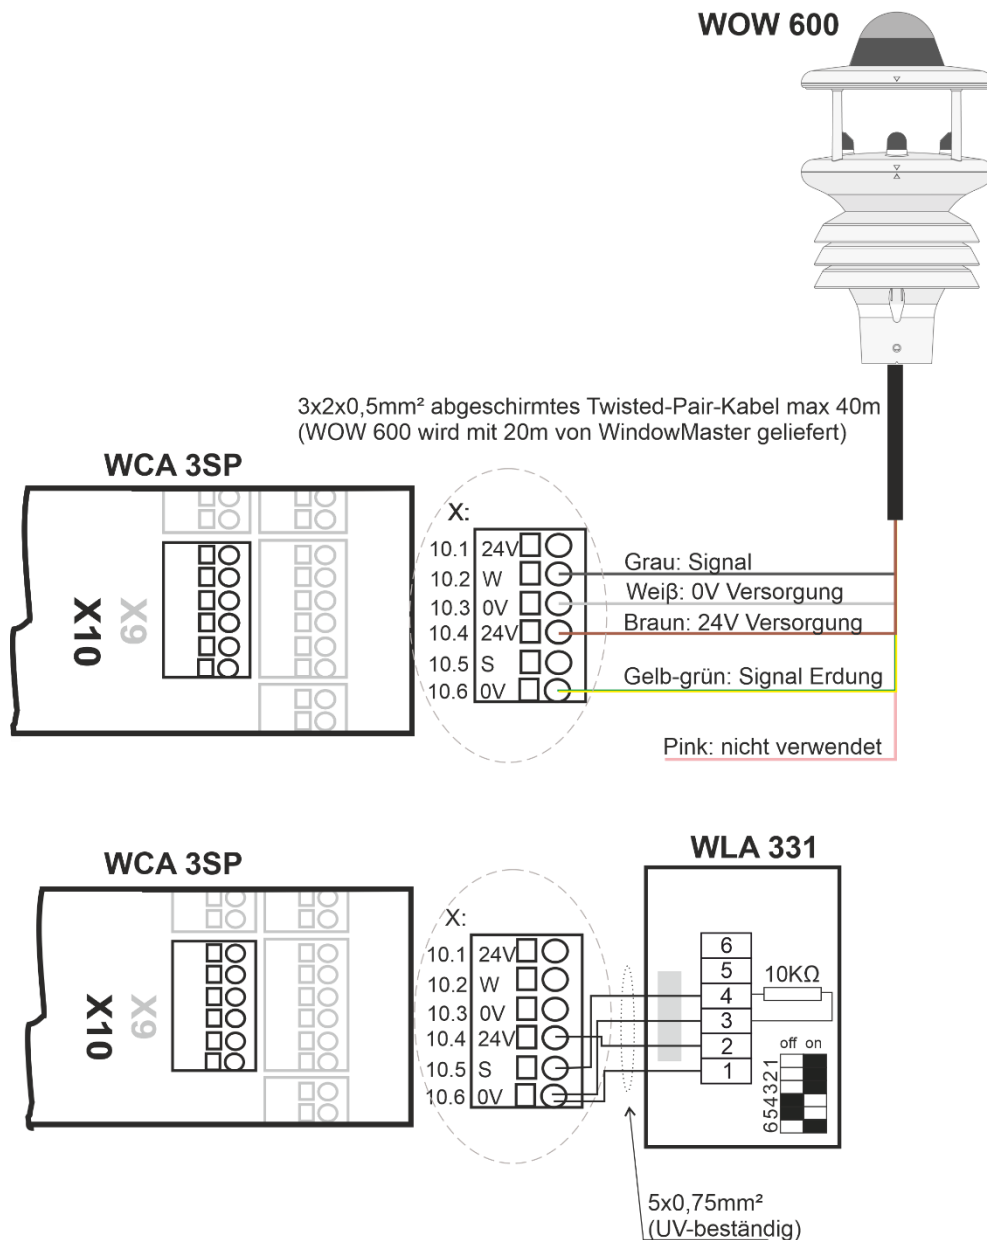 WOW 600
3x2x0,5mm² abgeschirmtes Twisted-Pair-Kabel max 40m
(WOW 600 wird mit 20m von WindowMaster geliefert)
WCA 3SP
X10
X9
X:
10.1 24V
10.2 W
10.3 0V
10.4 24V
10.5 S
10.6 0V
Grau: Signal
Weiβ: 0V Versorgung
Braun: 24V Versorgung
Gelb-grün: Signal Erdung
Pink: nicht verwendet
WCA 3SP
X10
X9
X:
10.1 24V
10.2 W
10.3 0V
10.4 24V
10.5 S
10.6 0V
WLA 331
6
5
4
3
2
1
10KΩ
off on
654321
5x0,75mm²
(UV-beständig)